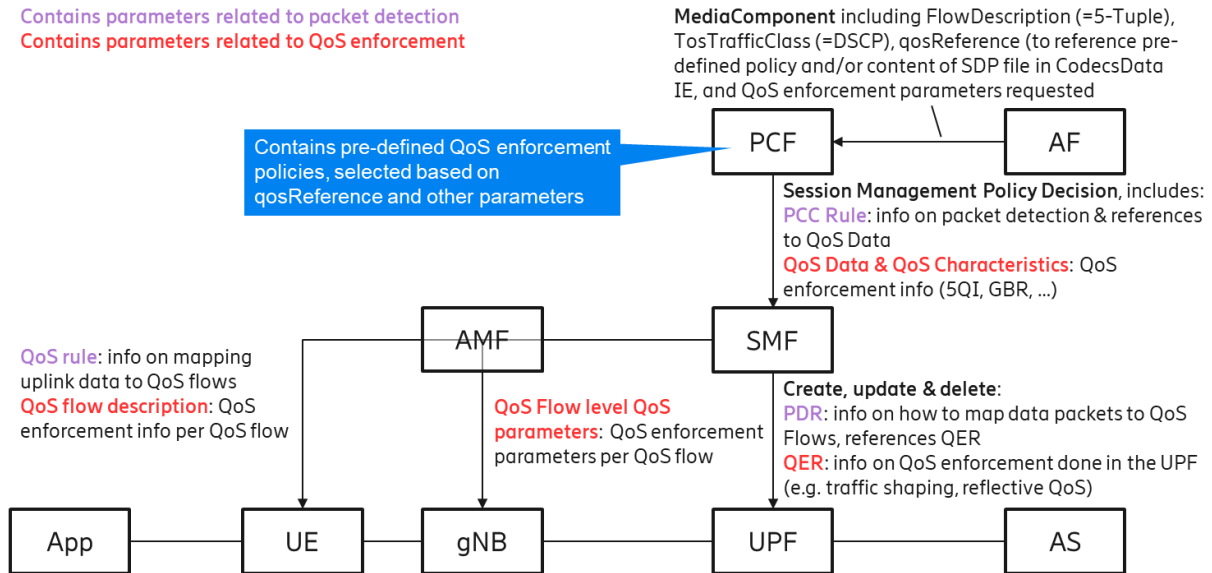 Contains parameters related to packet detection
Contains parameters related to QoS enforcement
MediaComponent including FlowDescription (=5-Tuple),
TosTrafficClass (=DSCP), qosReference (to reference pre-
defined policy and/or content of SDP file in CodecsData
IE, and QoS enforcement parameters requested
Contains pre-defined QoS enforcement
policies, selected based on
qosReference and other parameters
PCF
AF
Session Management Policy Decision, includes:
PCC Rule: info on packet detection & references
to QoS Data
QoS Data & QoS Characteristics: QoS
enforcement info (5QI, GBR, ...)
AMF
SMF
QoS rule: info on mapping
uplink data to QoS flows
QoS flow description: QoS
enforcement info per QoS flow
QoS Flow level QoS
parameters: QoS enforcement
parameters per QoS flow
Create, update & delete:
PDR: info on how to map data packets to QoS
Flows, references QER
QER: info on QoS enforcement done in the UPF
(e.g. traffic shaping, reflective QoS)
App
UE
gNB
UPF
AS